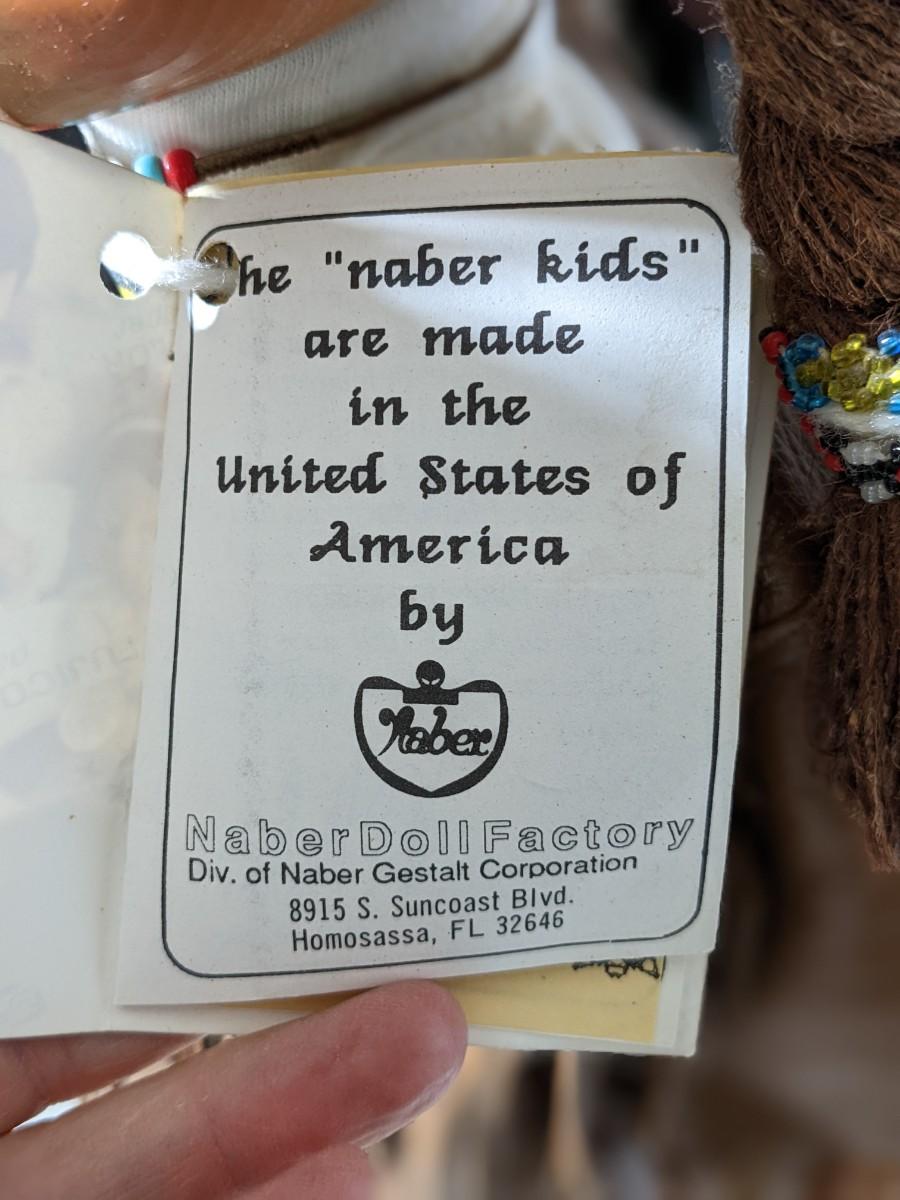 The "naber kids"
are made
in the
United States of
America
by
Naber
NaberDollFactory
Div. of Naber Gestalt Corporation
8915 S. Suncoast Blvd.
Homosassa, FL 32646